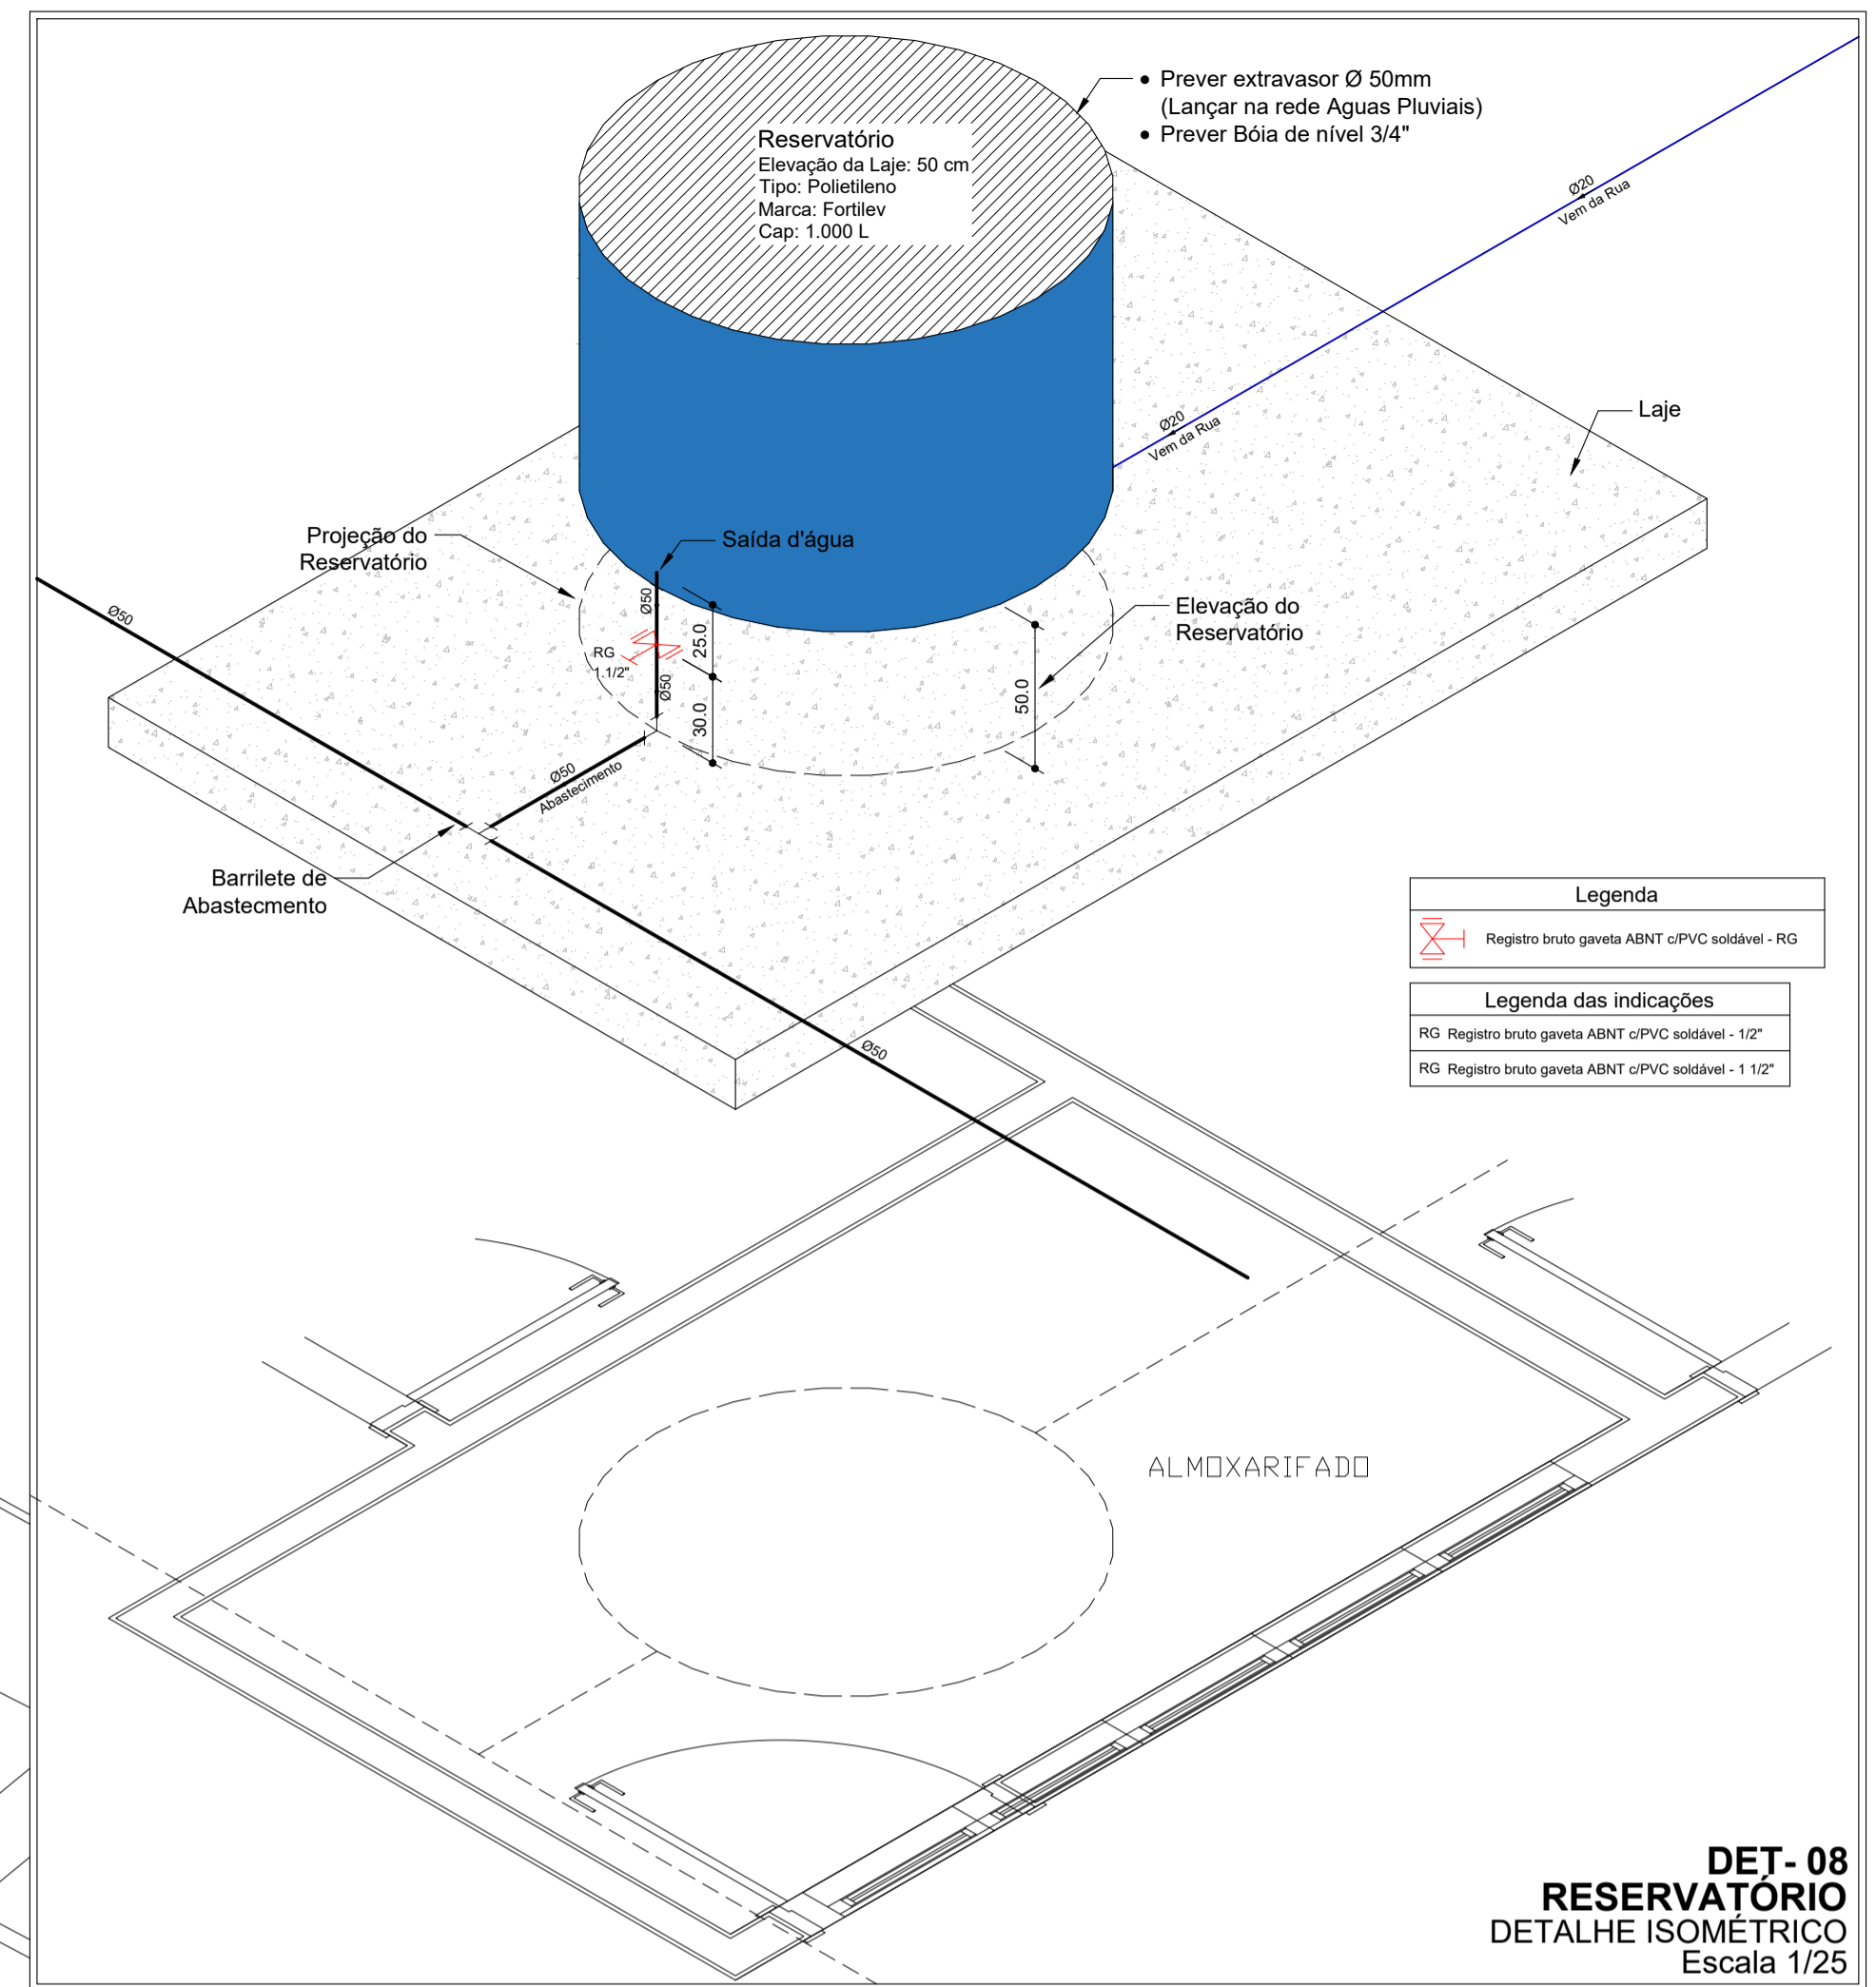 Prever extravasor Ø 50mm
(Lançar na rede Aguas Pluviais)
Prever Bóia de nível 3/4"
Reservatório
Elevação da Laje: 50 cm
Tipo: Polietileno
Marca: Fortilev
Cap: 1.000 L
Ø20
Vem da Rua
Ø20
Vem da Rua
Laje
Projeção do
Reservatório
Saída d'água
Ø50
Ø50
RG
1.1/2"
Ø50
25.0
30.0
50.0
Elevação do
Reservatório
Ø50
Abastecimento
Barrilete de
Abastecmento
Ø50
Legenda
Registro bruto gaveta ABNT c/PVC soldável - RG
Legenda das indicações
RG Registro bruto gaveta ABNT c/PVC soldável - 1/2"
RG Registro bruto gaveta ABNT c/PVC soldável - 1 1/2"
ALMOXARIFADO
DET- 08
RESERVATÓRIO
DETALHE ISOMÉTRICO
Escala 1/25